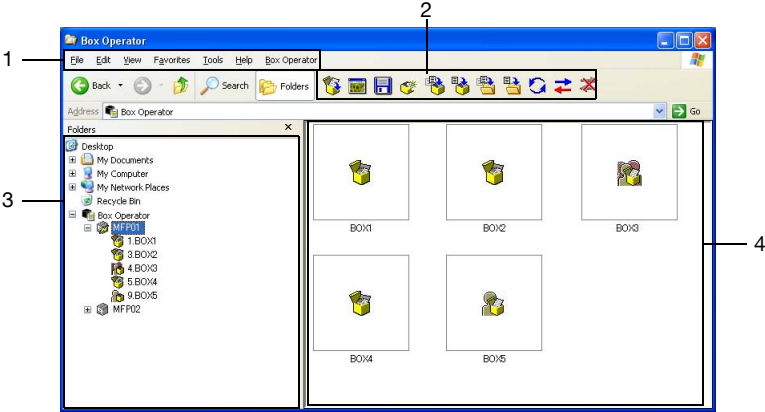 2
Box Operator
1
File Edit View Favorites Tools Help Box Operator
Back Search Folders
Address Box Operator Go
Folders
Desktop
My Documents
My Computer
My Network Places
3
Recycle Bin
Box Operator
MFP01
1.BOX1
3.BOX2
4.BOX3
5.BOX4
9.BOX5
MFP02
BOX1 BOX2 BOX3
4
BOX4 BOX5